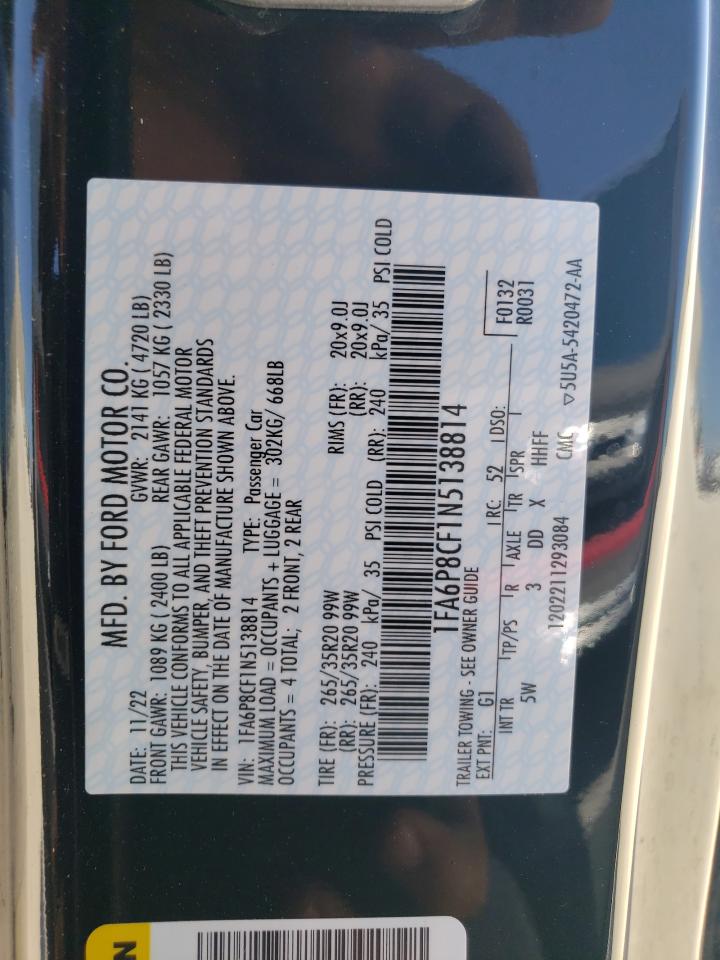 MFD. BY FORD MOTOR CO.
DATE: 11/22 GVWR: 2141 KG ( 4720 LB)
FRONT GAWR: 1089 KG ( 2400 LB) REAR GAWR: 1057 KG ( 2330 LB)
THIS VEHICLE CONFORMS TO ALL APPLICABLE FEDERAL MOTOR
VEHICLE SAFETY, BUMPER, AND THEFT PREVENTION STANDARDS
IN EFFECT ON THE DATE OF MANUFACTURE SHOWN ABOVE.
VIN: 1FA6P8CF1N5138814 TYPE: Passenger Car
MAXIMUM LOAD = OCCUPANTS + LUGGAGE = 302KG/ 668LB
OCCUPANTS = 4 TOTAL; 2 FRONT, 2 REAR
TIRE (FR): 265/35R20 99W RIMS (FR): 20x9.0J
(RR): 265/35R20 99W (RR): 20x9.0J
PRESSURE (FR): 240 kPa/ 35 PSI COLD (RR): 240 kPa/ 35 PSI COLD
1FA6P8CF1N5138814
TRAILER TOWING - SEE OWNER GUIDE
EXT PNT: G1 RC: 52 DSO: F0132
R0031
INT TR TP/PS R AXLE TR SPR
5W 3 DD X HHFF
1202211293084 CMC ▽5U5A-5420472-AA
N